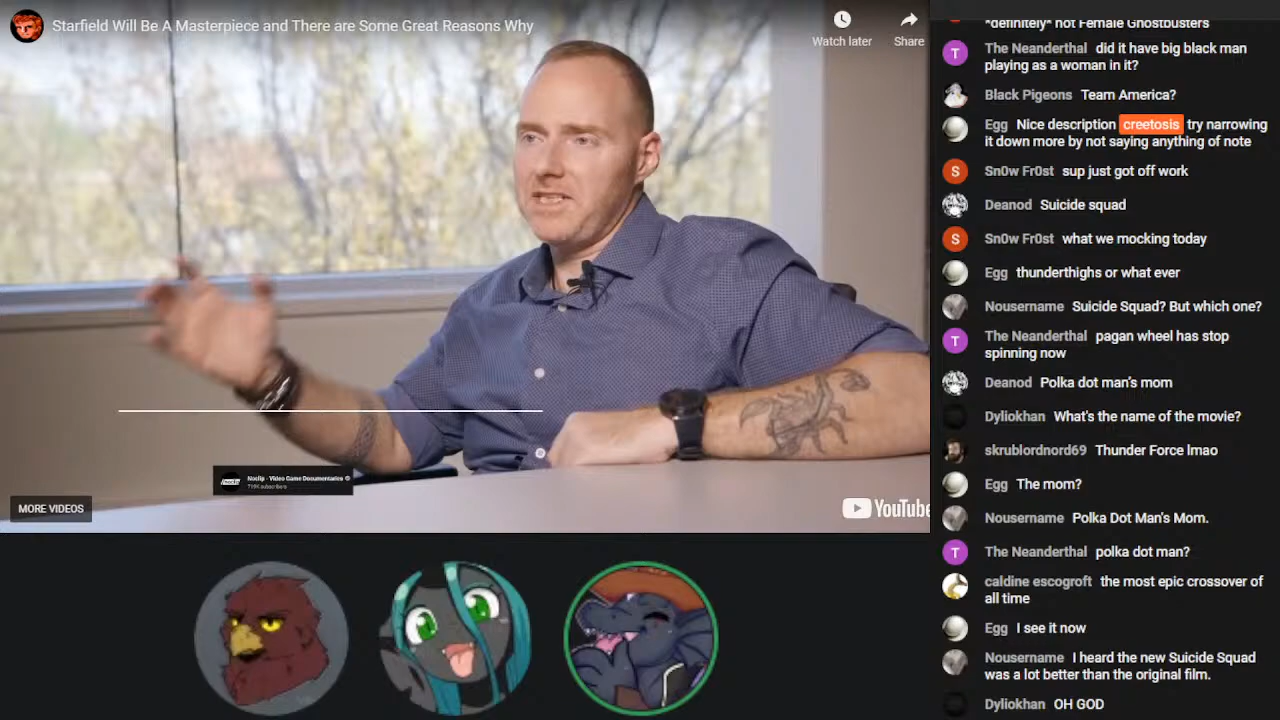 Starfield Will Be A Masterpiece and There are Some Great Reasons Why
Watch later
Share
noclip
Noclip - Video Game Documentaries
MORE VIDEOS
YouTube
*definitely* not Female Ghostbusters
T
The Neanderthal did it have big black man
playing as a woman in it?
Black Pigeons Team America?
Egg Nice description creetosis try narrowing
it down more by not saying anything of note
S
Sn0w Fr0st sup just got off work
Deanod Suicide squad
S
Sn0w Fr0st what we mocking today
Egg thunderthighs or what ever
Nousername Suicide Squad? But which one?
T
The Neanderthal pagan wheel has stop
spinning now
Deanod Polka dot man's mom
Dyliokhan What's the name of the movie?
skrublordnord69 Thunder Force lmao
Egg The mom?
Nousername Polka Dot Man's Mom.
T
The Neanderthal polka dot man?
caldine escogroft the most epic crossover of
all time
Egg I see it now
Nousername I heard the new Suicide Squad
was a lot better than the original film.
Dyliokhan OH GOD